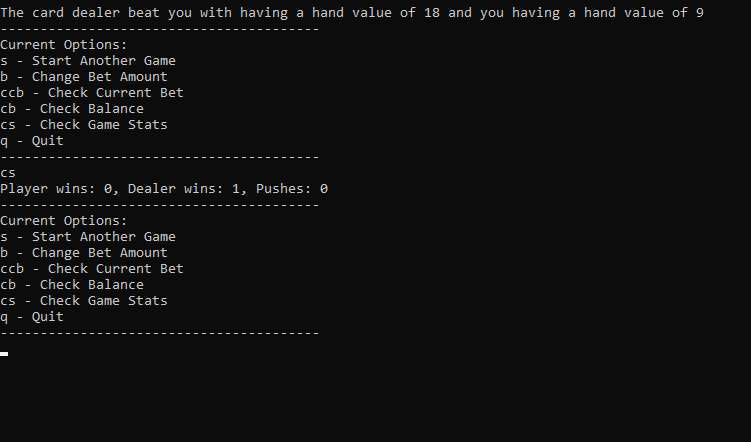 The card dealer beat you with having a hand value of 18 and you having a hand value of 9
----------------------------------------
Current Options:
s - Start Another Game
b - Change Bet Amount
ccb - Check Current Bet
cb - Check Balance
cs - Check Game Stats
q - Quit
----------------------------------------
cs
Player wins: 0, Dealer wins: 1, Pushes: 0
----------------------------------------
Current Options:
s - Start Another Game
b - Change Bet Amount
ccb - Check Current Bet
cb - Check Balance
cs - Check Game Stats
q - Quit
----------------------------------------